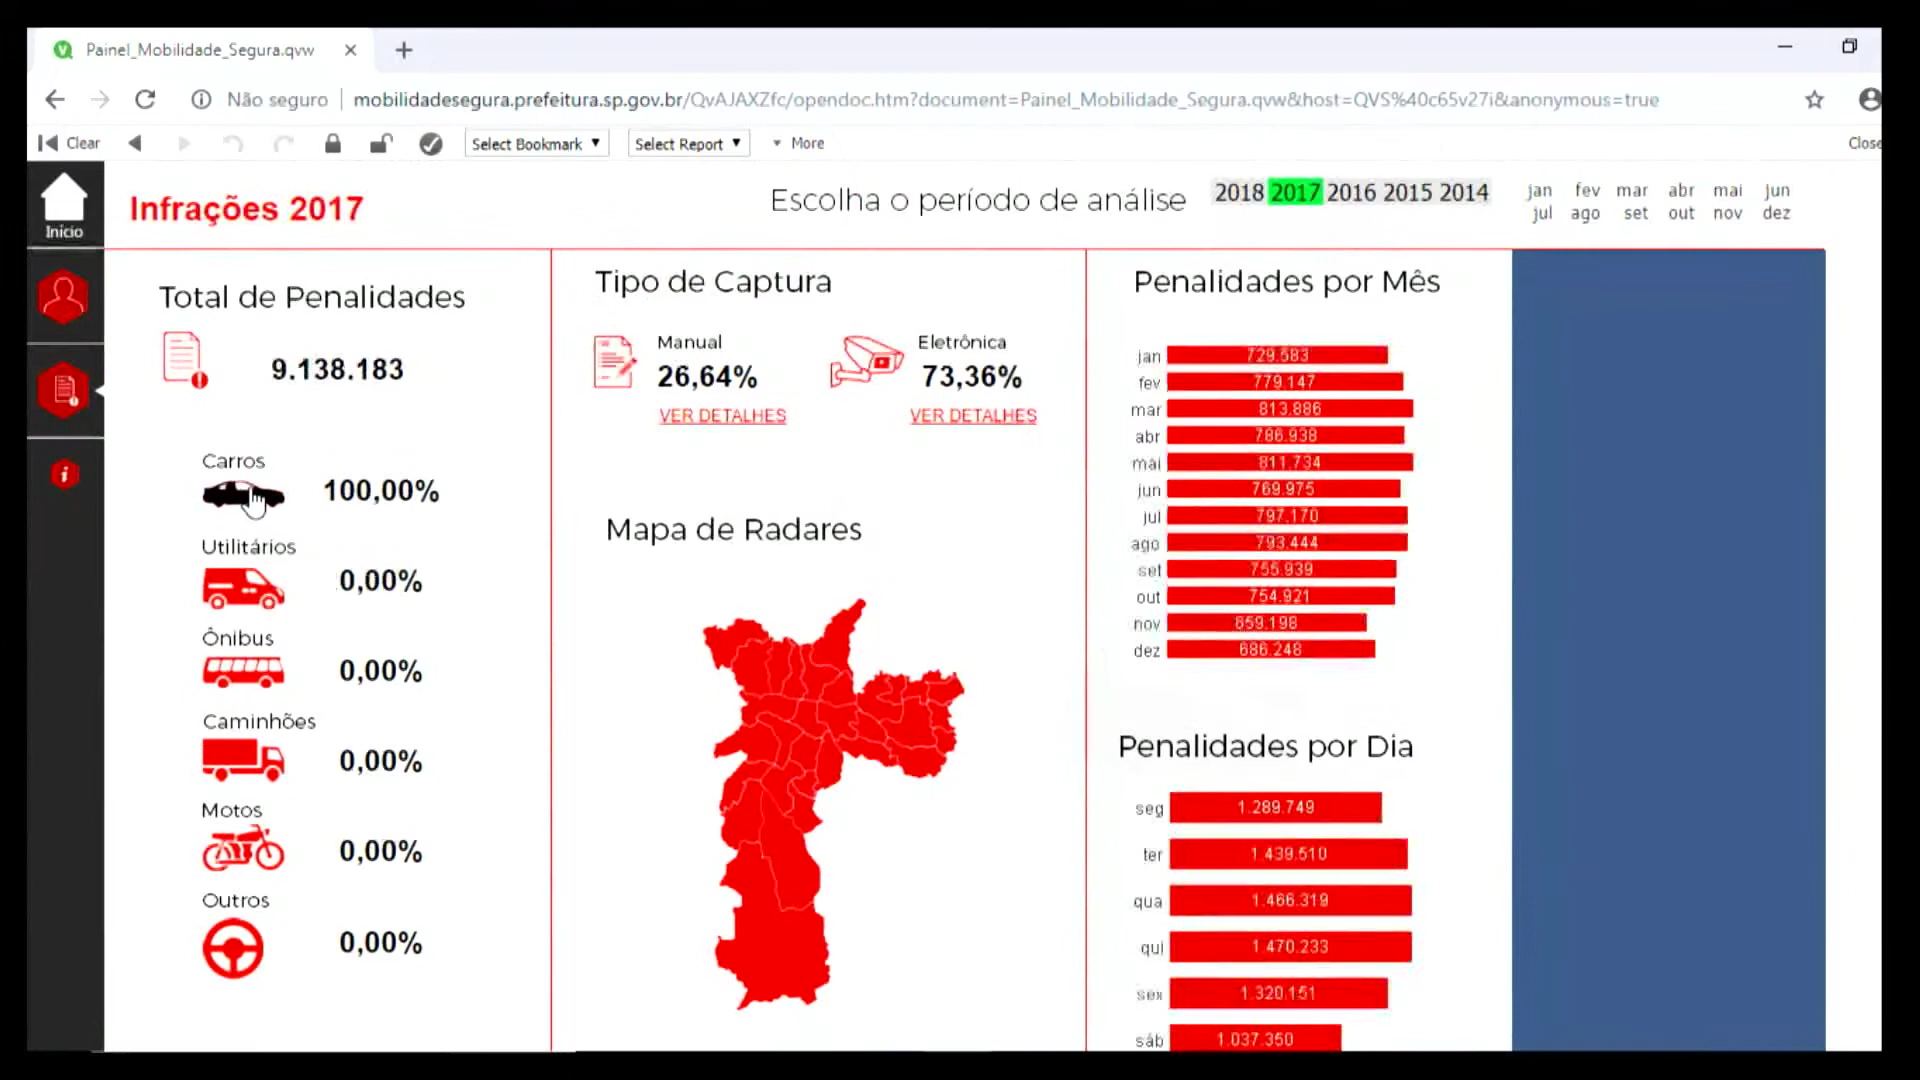 Painel_Mobilidade_Segura.qvw
Não seguro mobilidadesegura.prefeitura.sp.gov.br/QvAJAXZfc/opendoc.htm?document=Painel_Mobilidade_Segura.qvw&host=QVS%40c65v27i&anonymous=true
Clear Select Bookmark Select Report More Close
Início
Infrações 2017
Escolha o período de análise
2018 2017 2016 2015 2014
jan fev mar abr mai jun
jul ago set out nov dez
Total de Penalidades
9.138.183
Carros
100,00%
Utilitários
0,00%
Ônibus
0,00%
Caminhões
0,00%
Motos
0,00%
Outros
0,00%
Tipo de Captura
Manual
26,64%
VER DETALHES
Eletrônica
73,36%
VER DETALHES
Mapa de Radares
Penalidades por Mês
jan 729.583
fev 779.147
mar 813.886
abr 786.938
mai 811.734
jun 769.975
jul 797.170
ago 793.444
set 755.939
out 754.921
nov 659.198
dez 686.248
Penalidades por Dia
seg 1.289.749
ter 1.439.510
qua 1.466.319
qui 1.470.233
sex 1.320.151
sáb 1.037.350